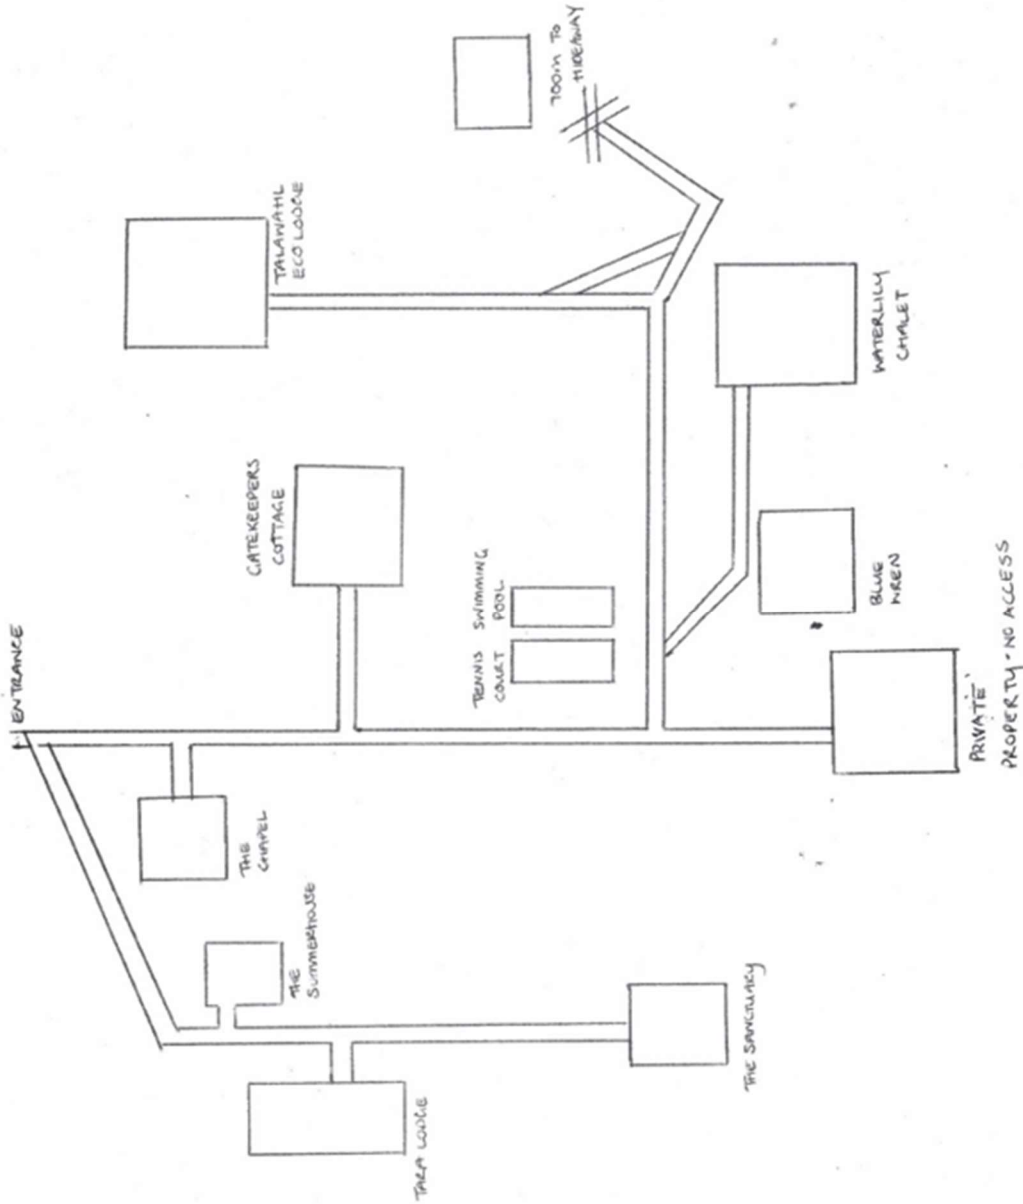 ENTRANCE
THE
CHAPEL
THE
SUMMERHOUSE
TARA LODGE
THE SANCTUARY
GATEKEEPERS
COTTAGE
TALAWAHL
ECO LODGE
TENNIS
COURT
SWIMMING
POOL
700m TO
HIDEAWAY
WATERLILY
CHALET
BLUE
WREN
PRIVATE
PROPERTY - NO ACCESS